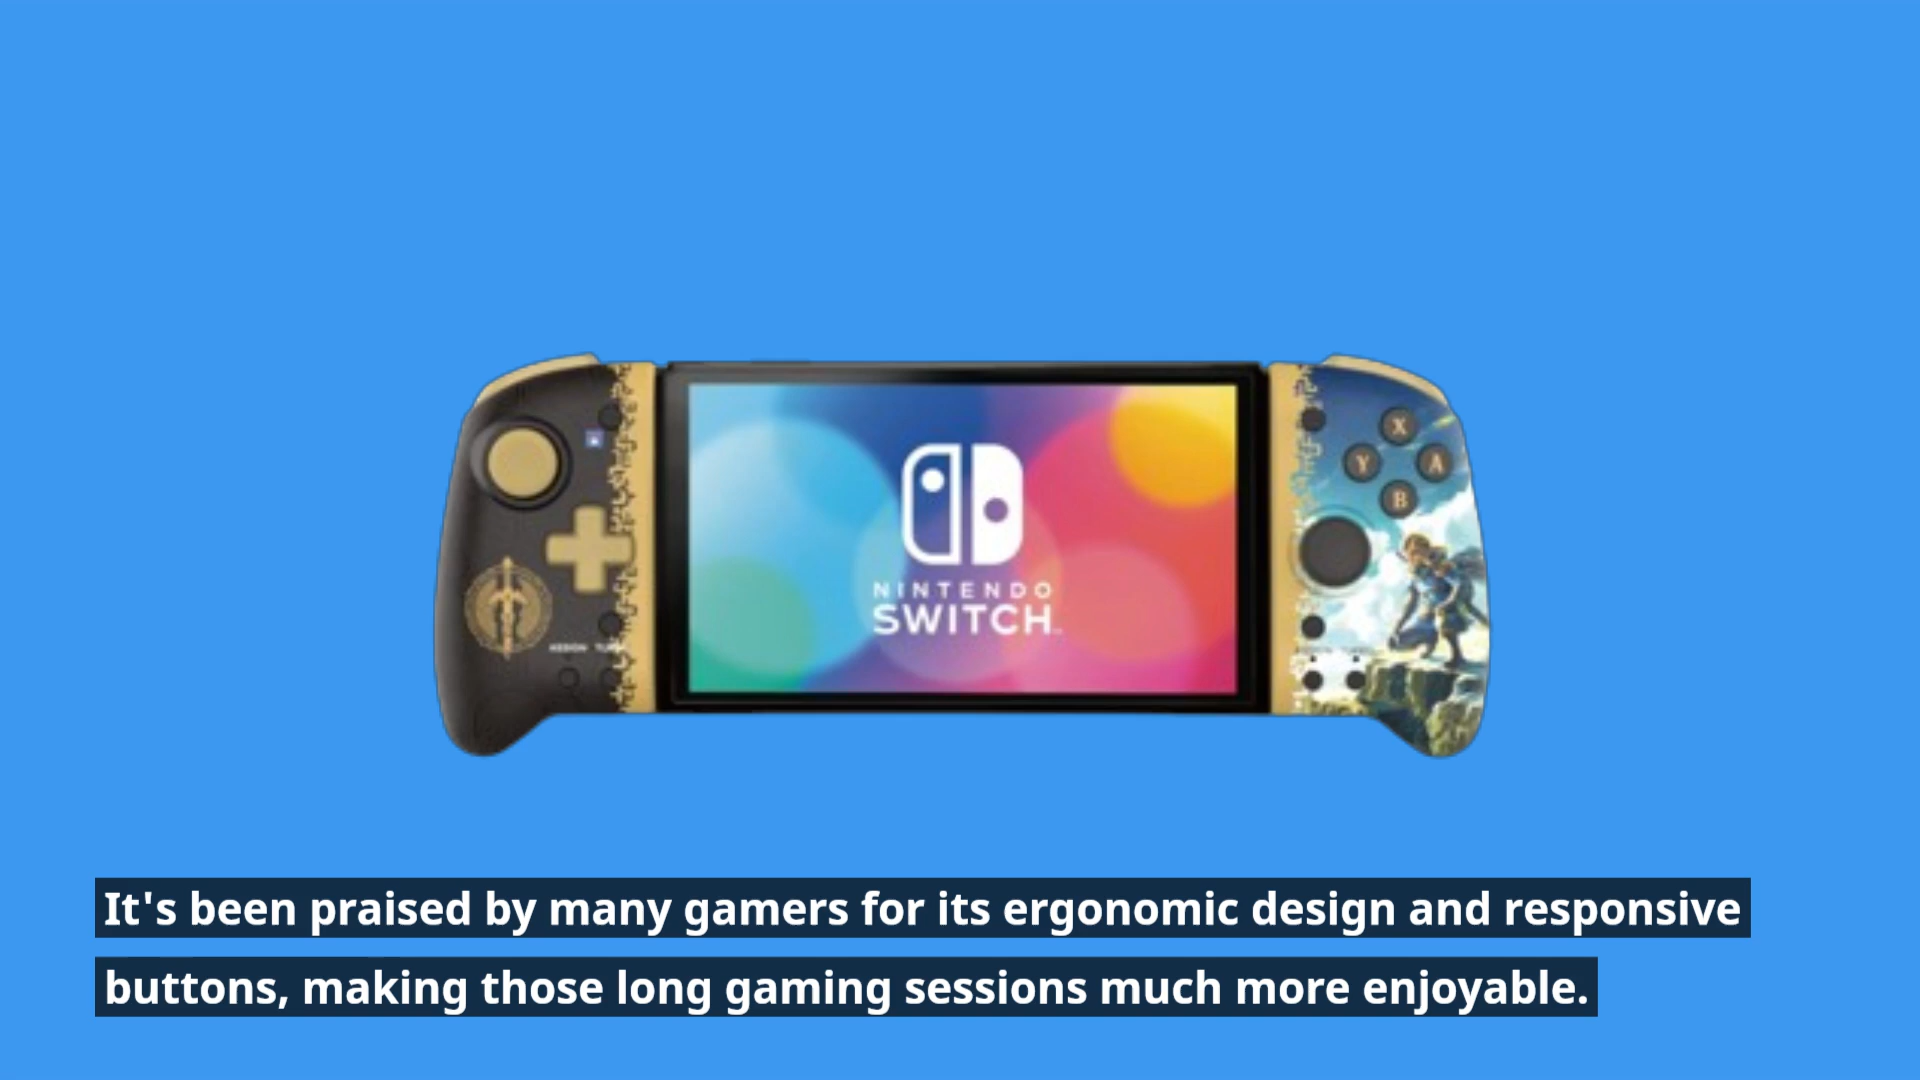 X
Y A
B
NINTENDO
SWITCH
ASSIGN
It's been praised by many gamers for its ergonomic design and responsive
buttons, making those long gaming sessions much more enjoyable.